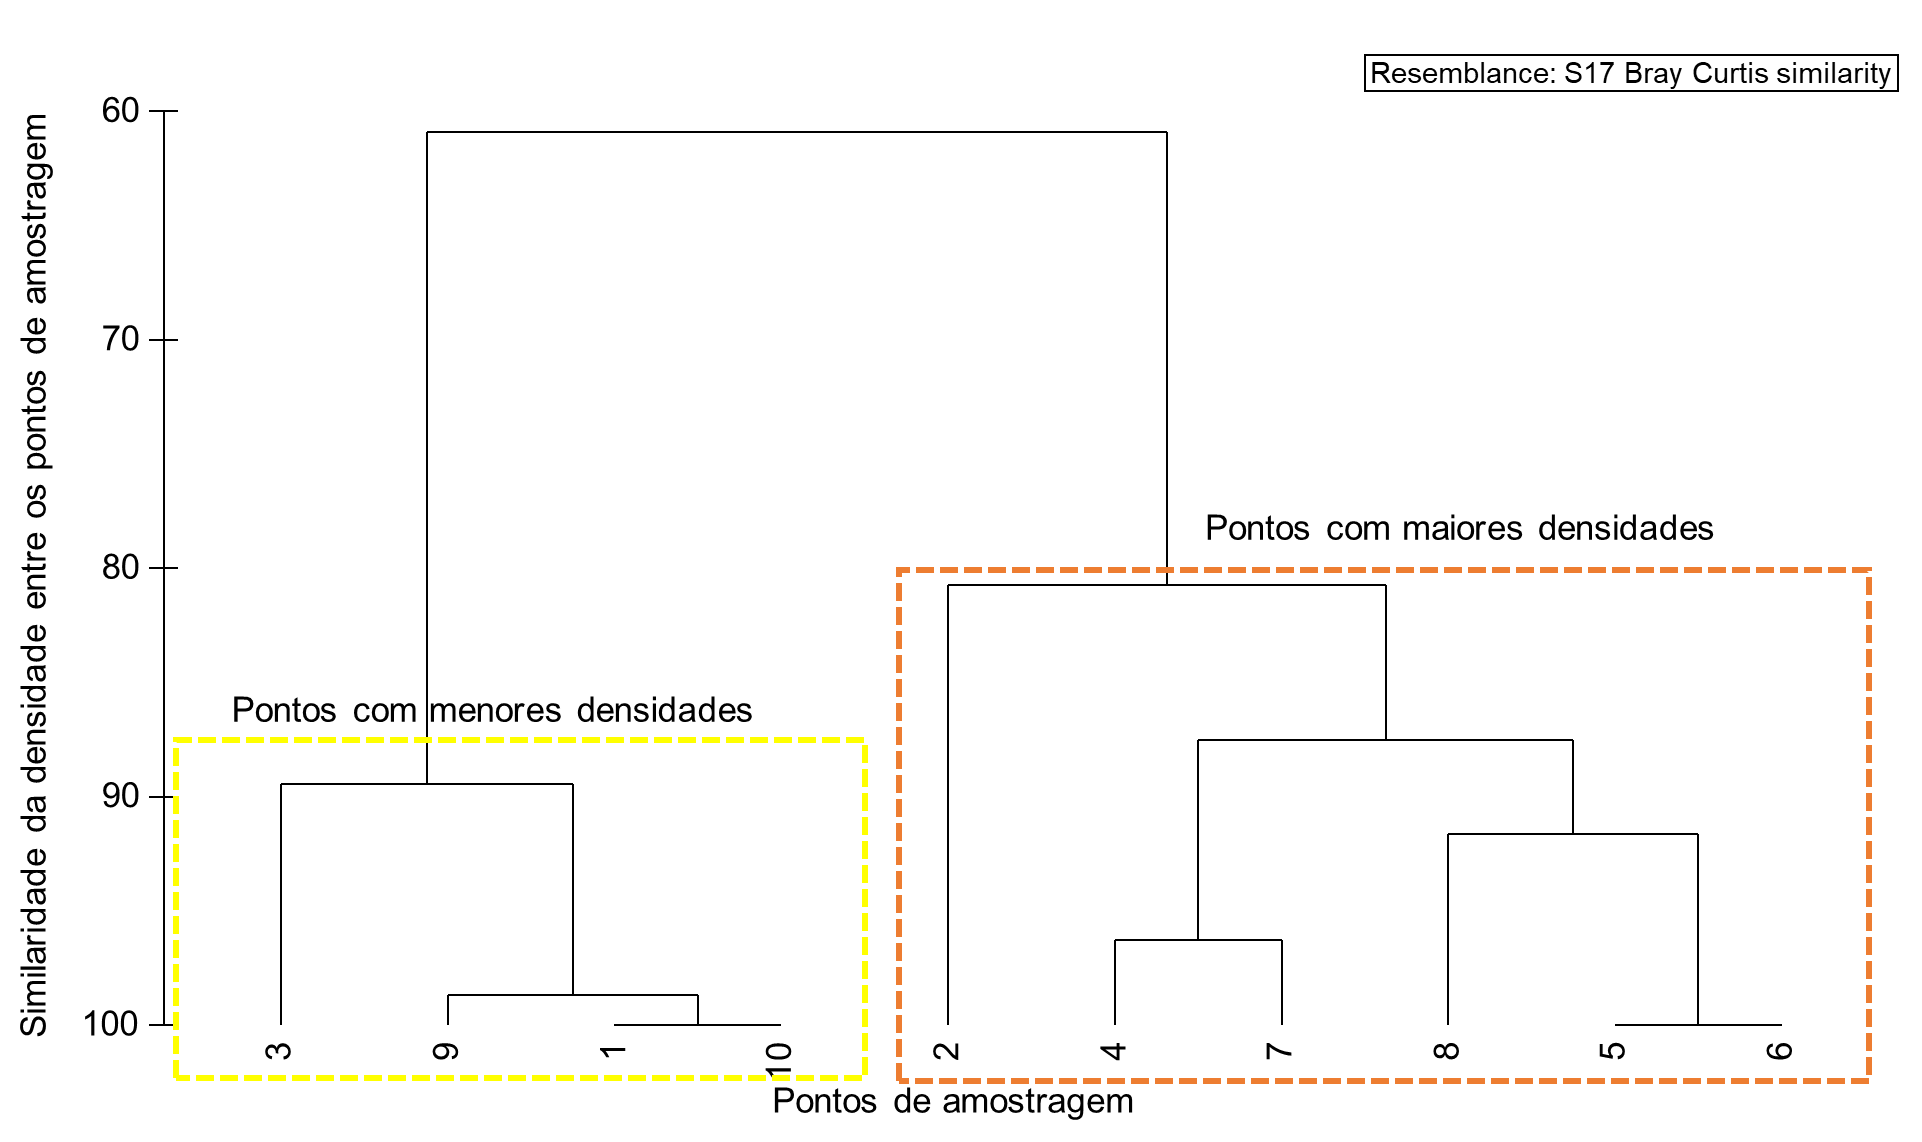 Resemblance: S17 Bray Curtis similarity
Similaridade da densidade entre os pontos de amostragem
60
70
80
90
100
Pontos com maiores densidades
Pontos com menores densidades
3 9 1 10 2 4 7 8 5 6
Pontos de amostragem